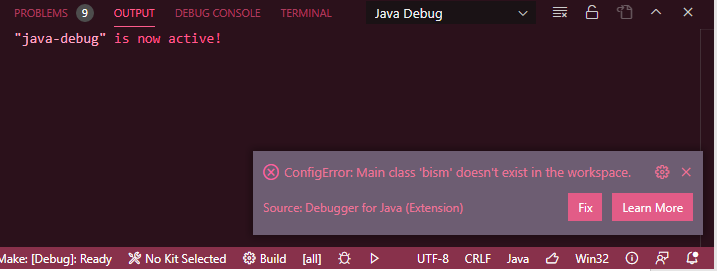 PROBLEMS 9 OUTPUT DEBUG CONSOLE TERMINAL Java Debug
"java-debug" is now active!
ConfigError: Main class 'bism' doesn't exist in the workspace.
Source: Debugger for Java (Extension) Fix Learn More
Make: [Debug]: Ready No Kit Selected Build [all] UTF-8 CRLF Java Win32